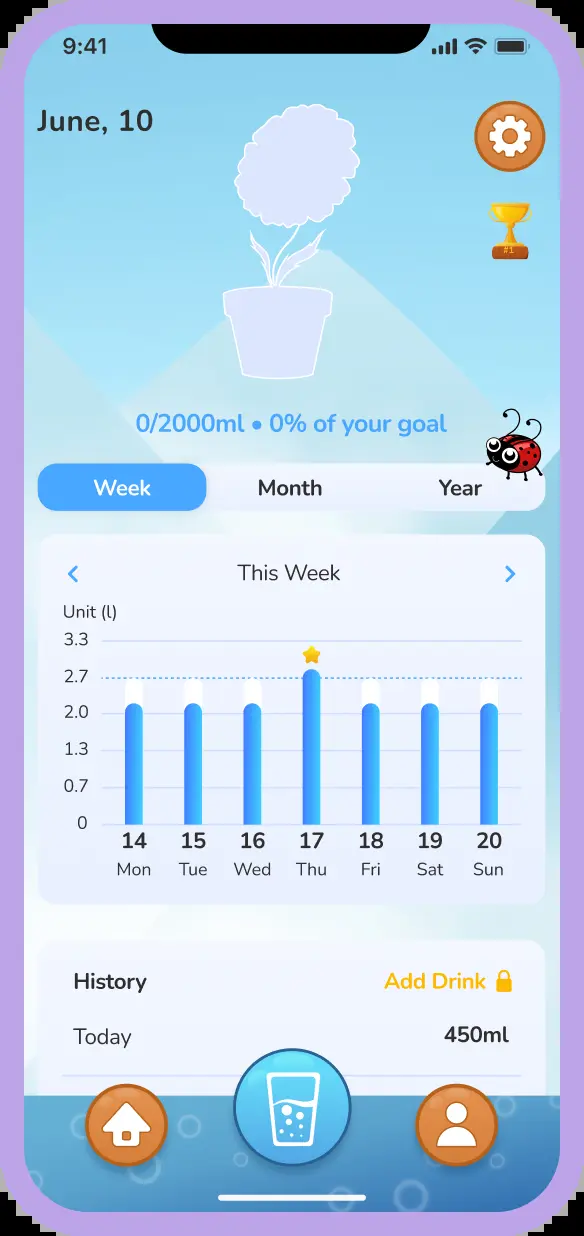 9:41
June, 10
#1
0/2000ml • 0% of your goal
Week Month Year
This Week
Unit (l)
3.3
2.7
2.0
1.3
0.7
0
14 15 16 17 18 19 20
Mon Tue Wed Thu Fri Sat Sun
History Add Drink
Today 450ml